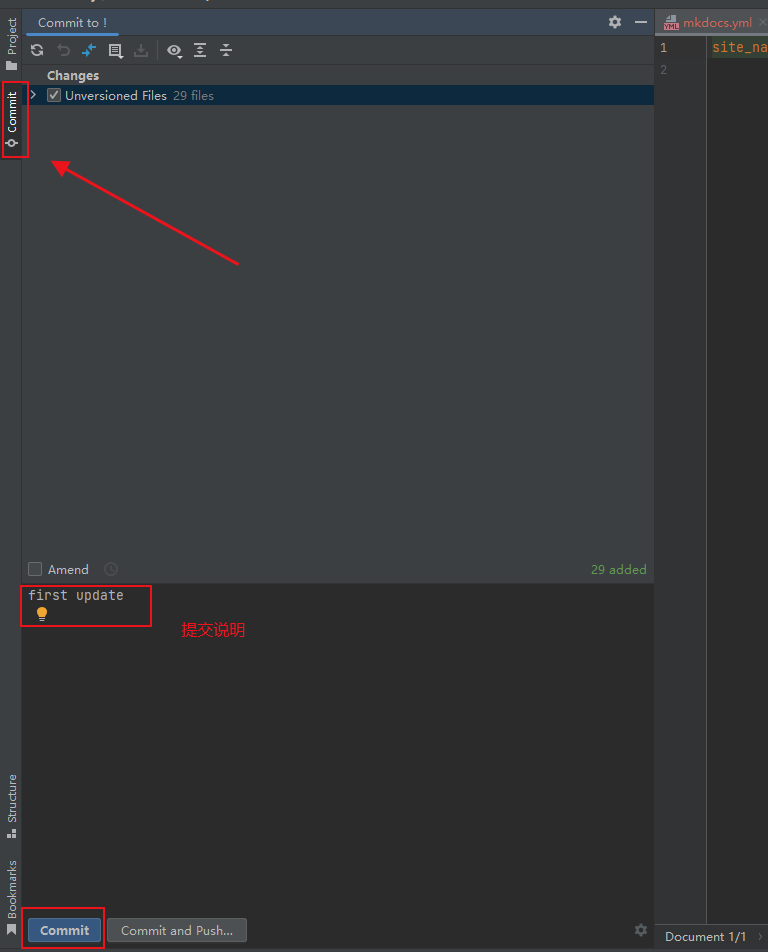 Project
Commit to !
mkdocs.yml
1 site_na
2
Changes
Unversioned Files 29 files
Commit
Amend
29 added
first update
提交说明
Structure
Bookmarks
Commit
Commit and Push...
Document 1/1